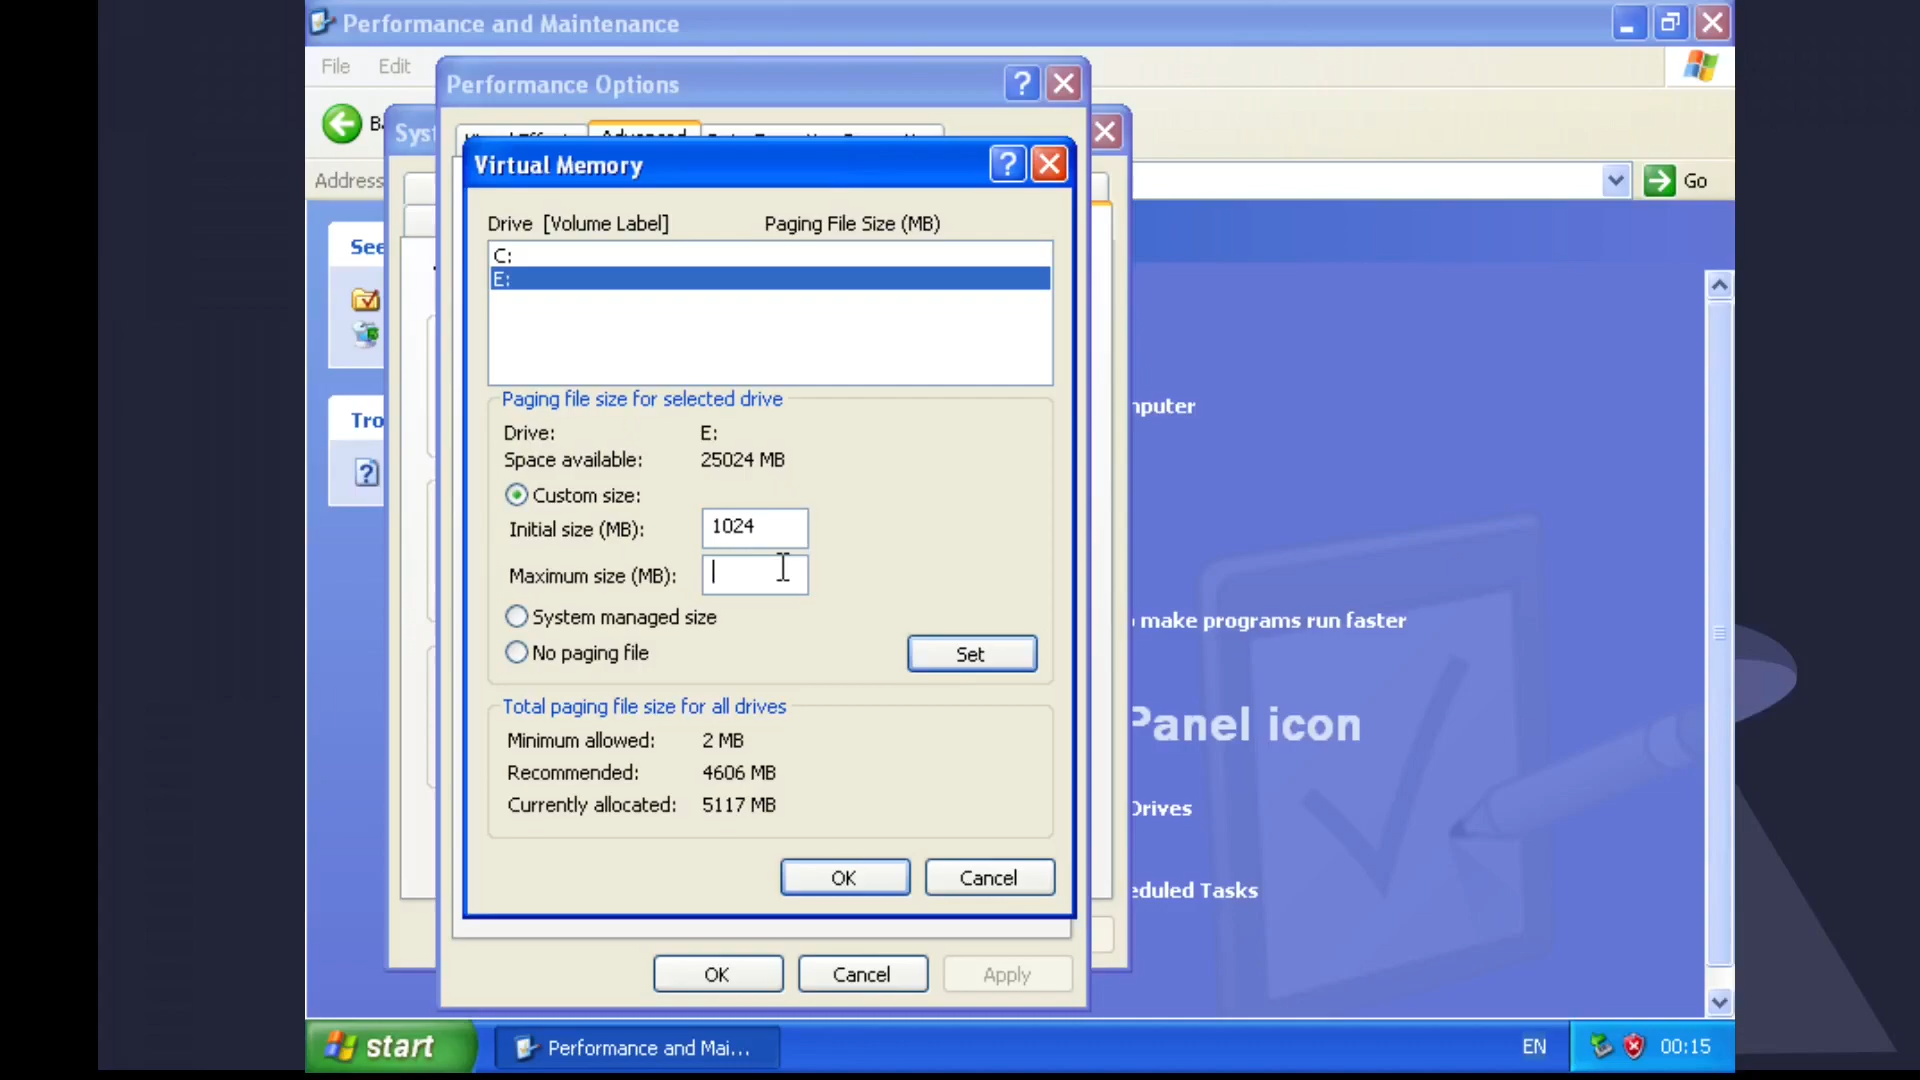 Performance and Maintenance
File Edit
Performance Options
Advanced
Address
Go
Virtual Memory
Drive [Volume Label] Paging File Size (MB)
C:
E:
Paging file size for selected drive
Drive: E:
Space available: 25024 MB
Custom size:
Initial size (MB): 1024
Maximum size (MB):
System managed size
No paging file
Set
Total paging file size for all drives
Minimum allowed: 2 MB
Recommended: 4606 MB
Currently allocated: 5117 MB
OK Cancel
OK Cancel Apply
make programs run faster
Panel icon
Drives
Tasks
start
Performance and Mai...
EN
00:15